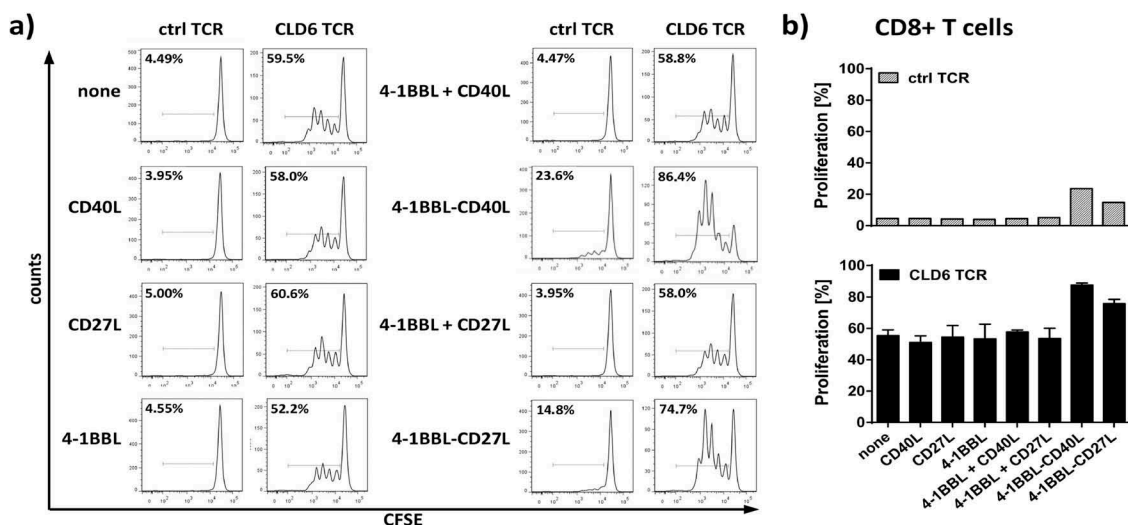 a)
ctrl TCR
CLD6 TCR
ctrl TCR
CLD6 TCR
none
4.49%
59.5%
4-1BBL + CD40L
4.47%
58.8%
CD40L
3.95%
58.0%
4-1BBL-CD40L
23.6%
86.4%
CD27L
5.00%
60.6%
4-1BBL + CD27L
3.95%
58.0%
4-1BBL
4.55%
52.2%
4-1BBL-CD27L
14.8%
74.7%
counts
CFSE
b)
CD8+ T cells
Proliferation [%]
100
80
60
40
20
0
ctrl TCR
Proliferation [%]
100
80
60
40
20
0
CLD6 TCR
none
CD40L
CD27L
4-1BBL
4-1BBL + CD40L
4-1BBL + CD27L
4-1BBL-CD40L
4-1BBL-CD27L